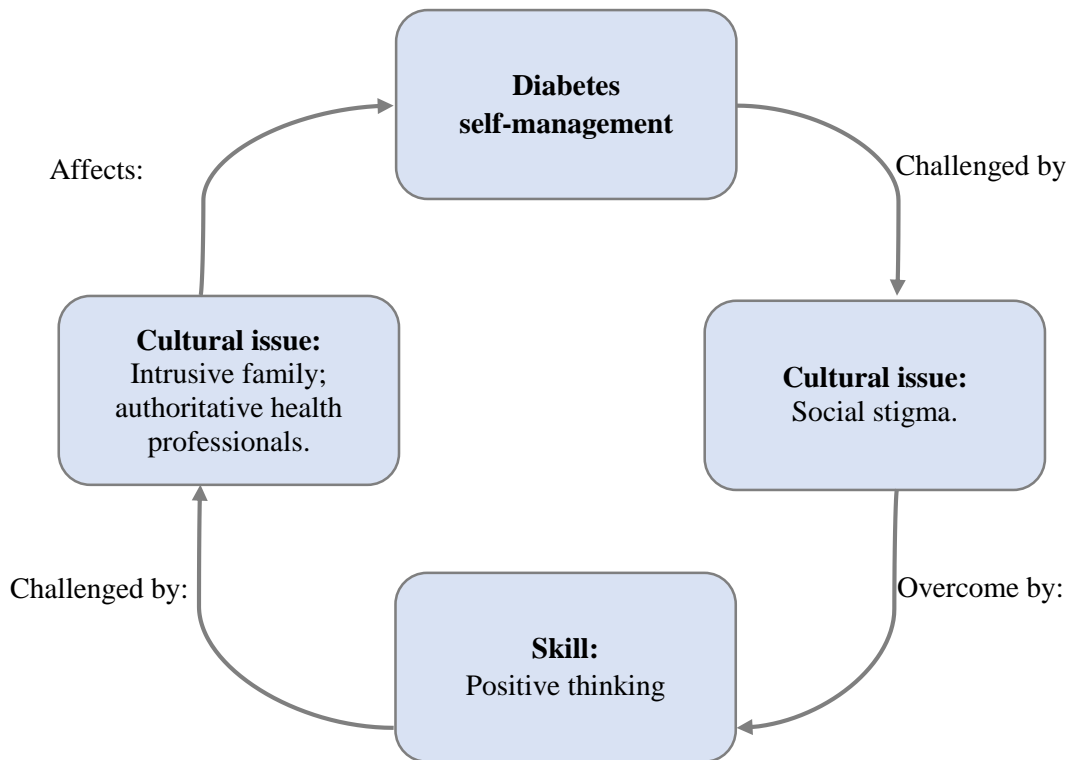 Diabetes
self-management
Affects:
Challenged by
Cultural issue:
Intrusive family;
authoritative health
professionals.
Cultural issue:
Social stigma.
Challenged by:
Overcome by:
Skill:
Positive thinking